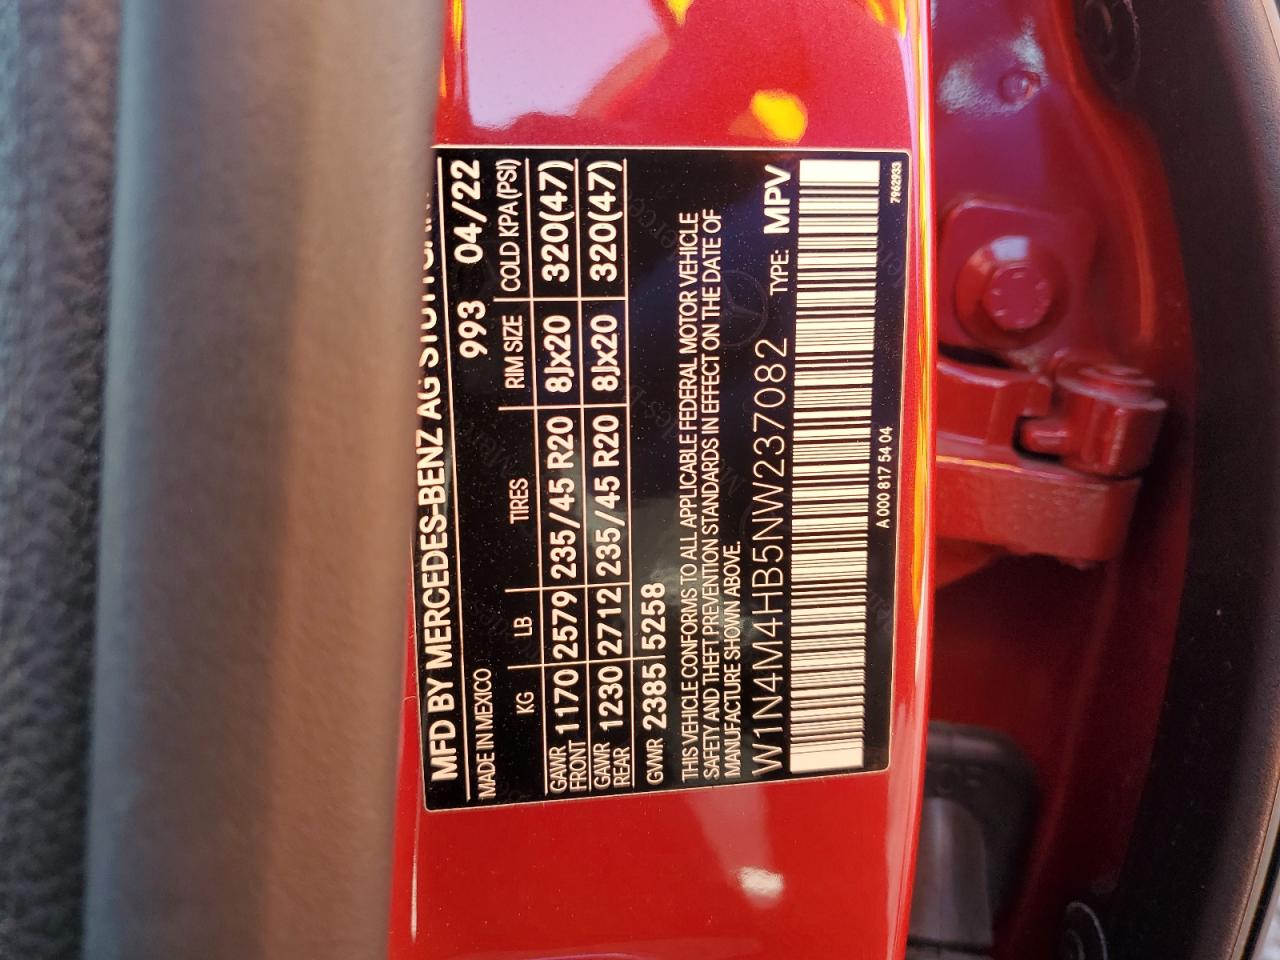 MFD BY MERCEDES-BENZ AG
MADE IN MEXICO 993 04/22
KG LB TIRES RIM SIZE COLD KPA(PSI)
GAWR FRONT 1170 2579 235/45 R20 8Jx20 320(47)
GAWR REAR 1230 2712 235/45 R20 8Jx20 320(47)
GVWR 2385 5258
THIS VEHICLE CONFORMS TO ALL APPLICABLE FEDERAL MOTOR VEHICLE
SAFETY AND THEFT PREVENTION STANDARDS IN EFFECT ON THE DATE OF
MANUFACTURE SHOWN ABOVE.
W1N4M4HB5NW237082 TYPE: MPV
A 000 817 54 04 7962933